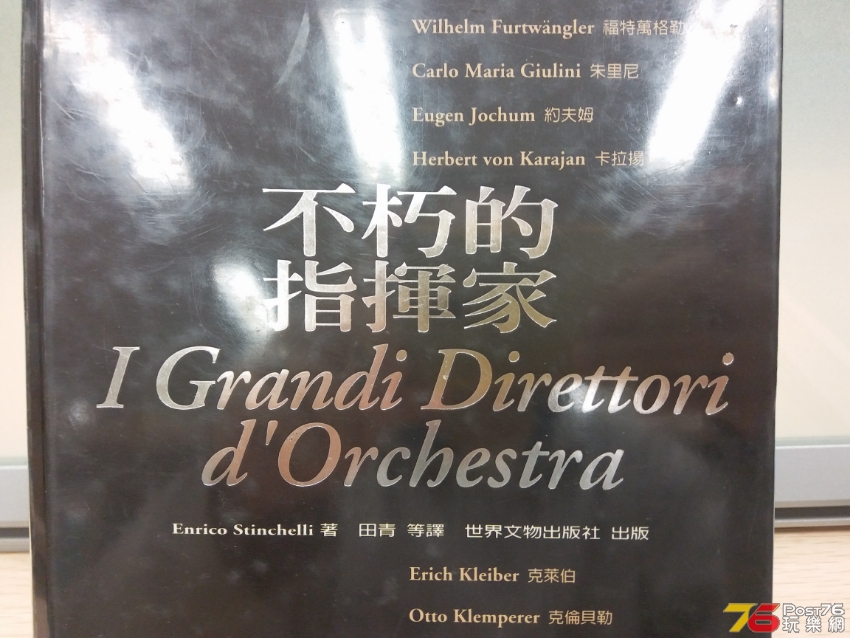 Wilhelm Furtwängler 福特萬格勒
Carlo Maria Giulini 朱里尼
Eugen Jochum 約夫姆
Herbert von Karajan 卡拉揚
不朽的
指揮家
I Grandi Direttori
d'Orchestra
Enrico Stinchelli 著 田青 等譯 世界文物出版社 出版
Erich Kleiber 克萊伯
Otto Klemperer 克倫貝勒
76 Post76
玩樂網